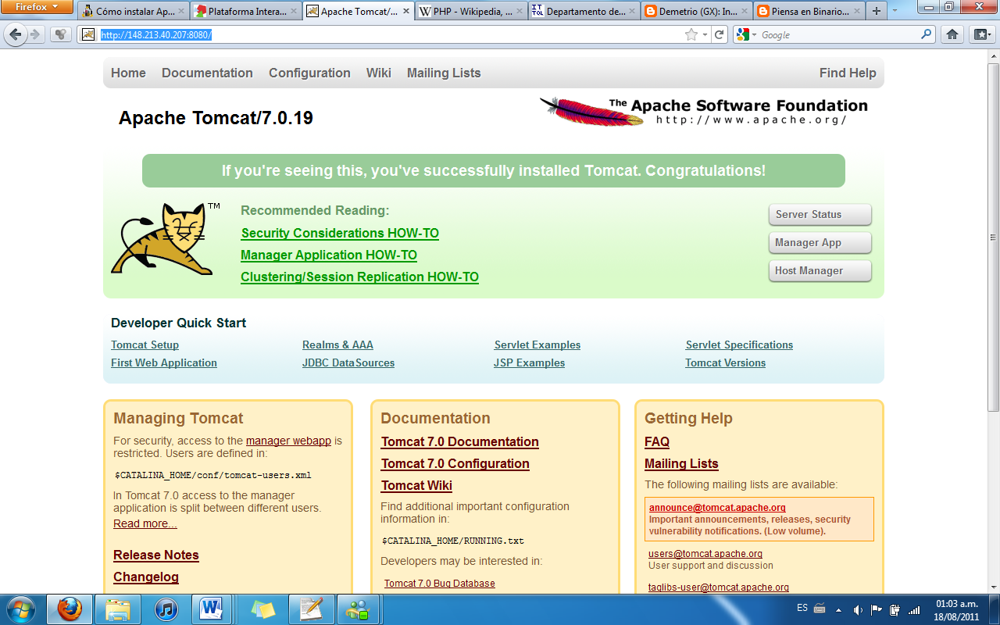 Firefox
Cómo instalar Ap...
Plataforma Intera...
Apache Tomcat/...
PHP - Wikipedia, ...
Departamento de...
Demetrio (GX): In...
Piensa en Binario...
http://148.213.40.207:8080/
Google
Home Documentation Configuration Wiki Mailing Lists Find Help
Apache Tomcat/7.0.19
The Apache Software Foundation
http://www.apache.org/
If you're seeing this, you've successfully installed Tomcat. Congratulations!
TM
Recommended Reading:
Security Considerations HOW-TO
Manager Application HOW-TO
Clustering/Session Replication HOW-TO
Server Status
Manager App
Host Manager
Developer Quick Start
Tomcat Setup Realms & AAA Servlet Examples Servlet Specifications
First Web Application JDBC DataSources JSP Examples Tomcat Versions
Managing Tomcat
For security, access to the manager webapp is
restricted. Users are defined in:
$CATALINA_HOME/conf/tomcat-users.xml
In Tomcat 7.0 access to the manager
application is split between different users.
Read more...
Release Notes
Changelog
Documentation
Tomcat 7.0 Documentation
Tomcat 7.0 Configuration
Tomcat Wiki
Find additional important configuration
information in:
$CATALINA_HOME/RUNNING.txt
Developers may be interested in:
Tomcat 7.0 Bug Database
Getting Help
FAQ
Mailing Lists
The following mailing lists are available:
announce@tomcat.apache.org
Important announcements, releases, security
vulnerability notifications. (Low volume).
users@tomcat.apache.org
User support and discussion
taglibs-user@tomcat.apache.org
ES
01:03 a.m.
18/08/2011